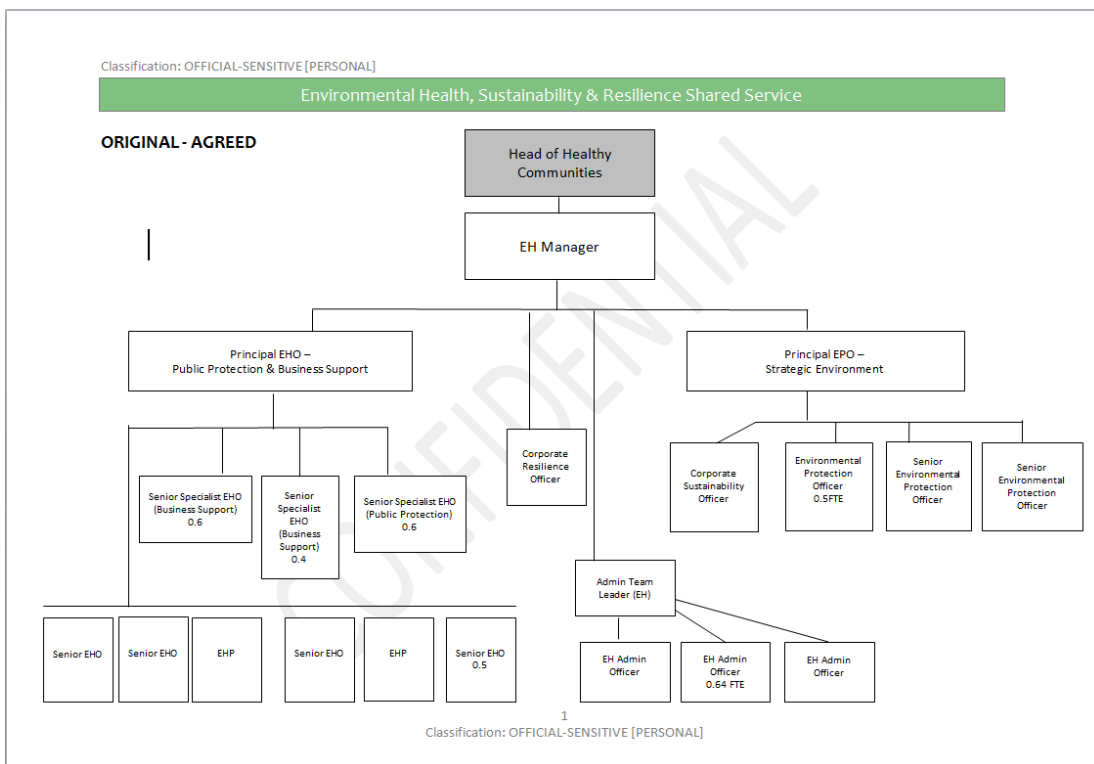 Classification: OFFICIAL-SENSITIVE [PERSONAL]
Environmental Health, Sustainability & Resilience Shared Service
ORIGINAL - AGREED
CONFIDENTIAL
Head of Healthy
Communities
EH Manager
Principal EHO –
Public Protection & Business Support
Principal EPO –
Strategic Environment
Senior Specialist EHO
(Business Support)
0.6
Senior
Specialist
EHO
(Business
Support)
0.4
Senior Specialist EHO
(Public Protection)
0.6
Corporate
Resilience
Officer
Corporate
Sustainability
Officer
Environmental
Protection
Officer
0.5FTE
Senior
Environmental
Protection
Officer
Senior
Environmental
Protection
Officer
Admin Team
Leader (EH)
Senior EHO
Senior EHO
EHP
Senior EHO
EHP
Senior EHO
0.5
EH Admin
Officer
EH Admin
Officer
0.64 FTE
EH Admin
Officer
1
Classification: OFFICIAL-SENSITIVE [PERSONAL]